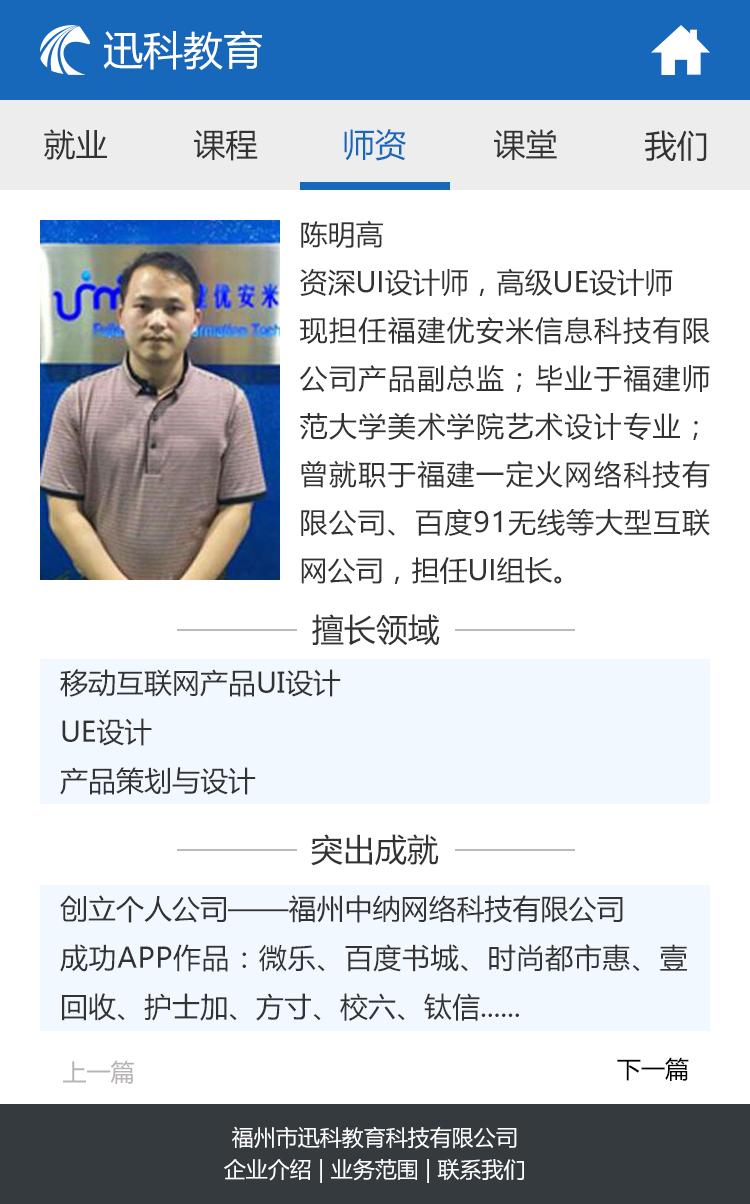 迅科教育
就业 课程 师资 课堂 我们
优安米
陈明高
资深UI设计师，高级UE设计师
现担任福建优安米信息科技有限
公司产品副总监；毕业于福建师
范大学美术学院艺术设计专业；
曾就职于福建一定火网络科技有
限公司、百度91无线等大型互联
网公司，担任UI组长。
擅长领域
移动互联网产品UI设计
UE设计
产品策划与设计
突出成就
创立个人公司——福州中纳网络科技有限公司
成功APP作品：微乐、百度书城、时尚都市惠、壹
回收、护士加、方寸、校六、钛信......
上一篇 下一篇
福州市迅科教育科技有限公司
企业介绍 | 业务范围 | 联系我们